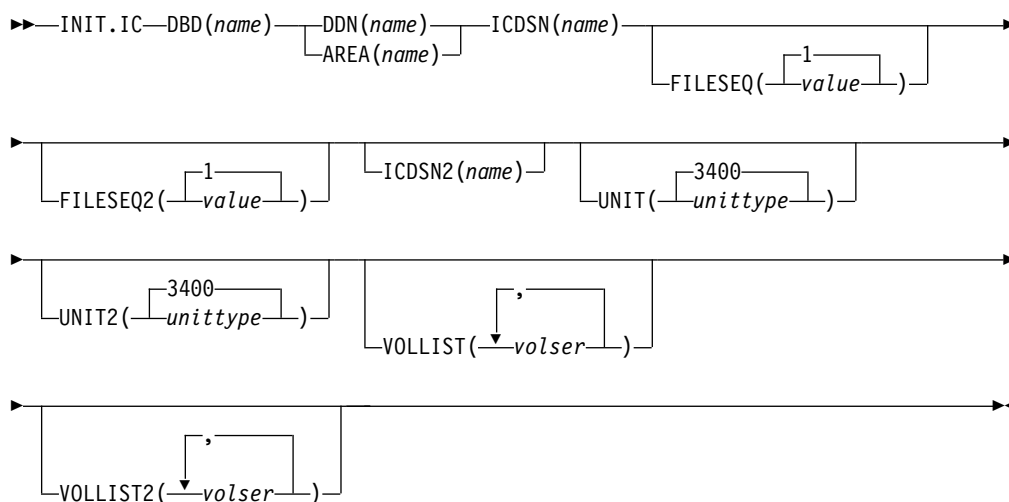 INIT.IC DBD(name) DDN(name) ICDSN(name)
AREA(name)
1
FILESEQ( value )
1
FILESEQ2( value )
ICDSN2(name)
3400
UNIT( unittype )
3400
UNIT2( unittype )
,
VOLLIST( volser )
,
VOLLIST2( volser )